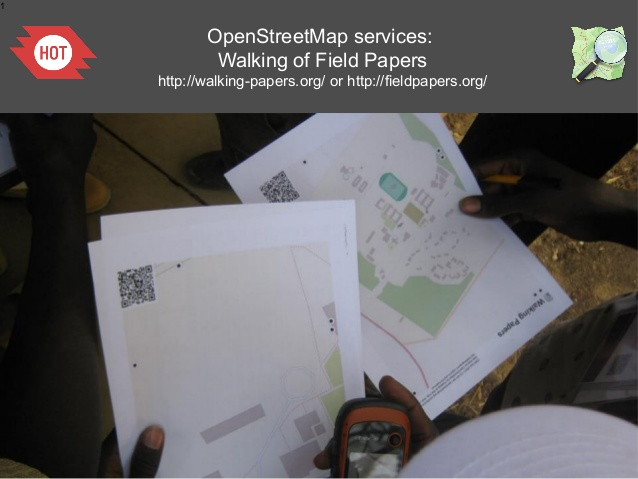 1
HOT
OpenStreetMap services:
Walking of Field Papers
http://walking-papers.org/ or http://fieldpapers.org/
Walking Papers